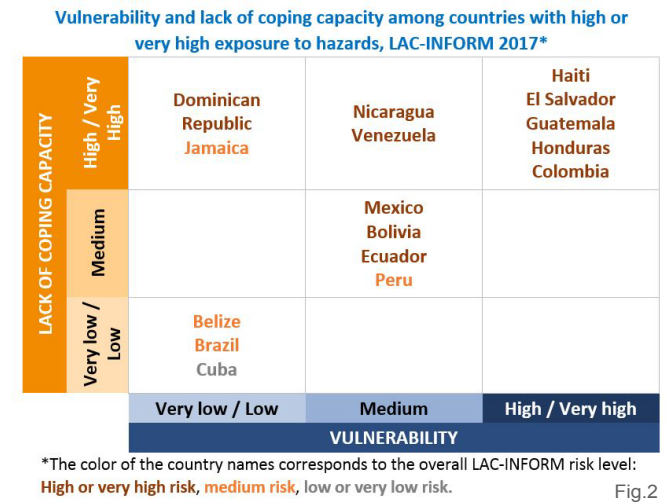 Vulnerability and lack of coping capacity among countries with high or
very high exposure to hazards, LAC-INFORM 2017*
LACK OF COPING CAPACITY
High / Very
High
Dominican
Republic
Jamaica
Nicaragua
Venezuela
Haiti
El Salvador
Guatemala
Honduras
Colombia
Medium
Mexico
Bolivia
Ecuador
Peru
Very low /
Low
Belize
Brazil
Cuba
Very low / Low
Medium
High / Very high
VULNERABILITY
*The color of the country names corresponds to the overall LAC-INFORM risk level:
High or very high risk, medium risk, low or very low risk.
Fig.2